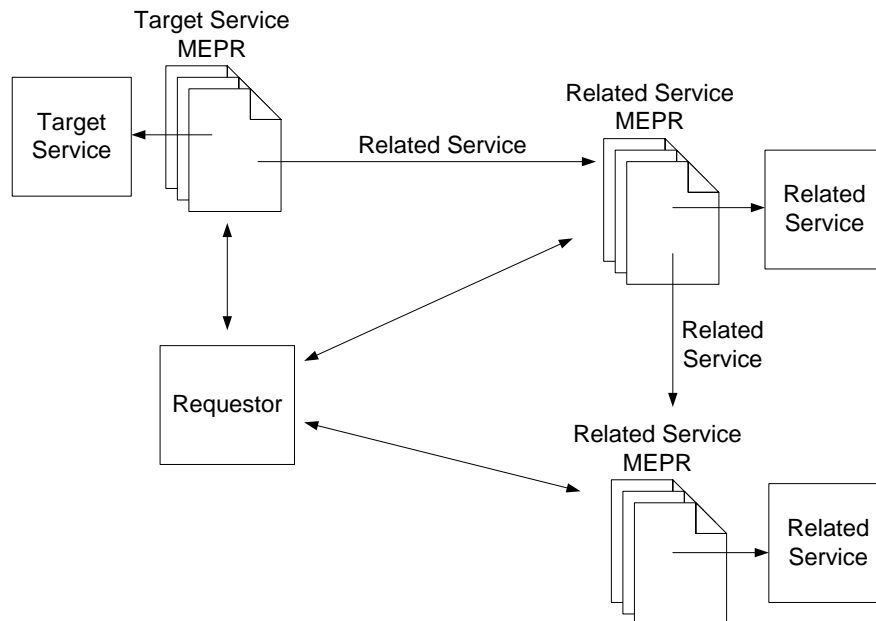 Target Service
MEPR
Target
Service
Related Service
Related Service
MEPR
Related
Service
Requestor
Related
Service
Related Service
MEPR
Related
Service